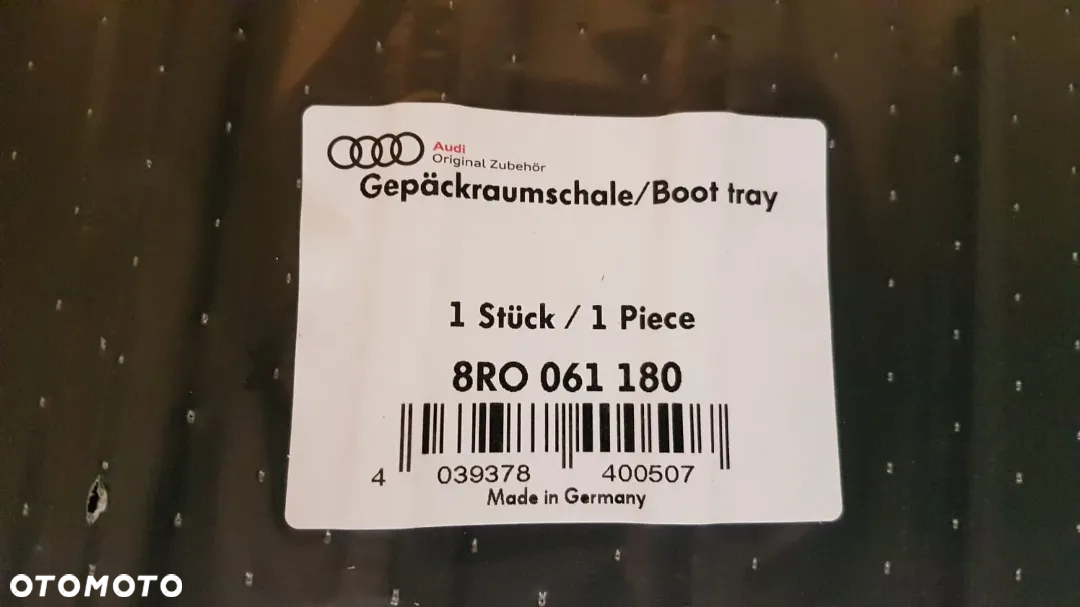 Audi
Original Zubehör
Gepäckraumschale/Boot tray
1 Stück / 1 Piece
8RO 061 180
4 039378 400507
Made in Germany
OTOMOTO